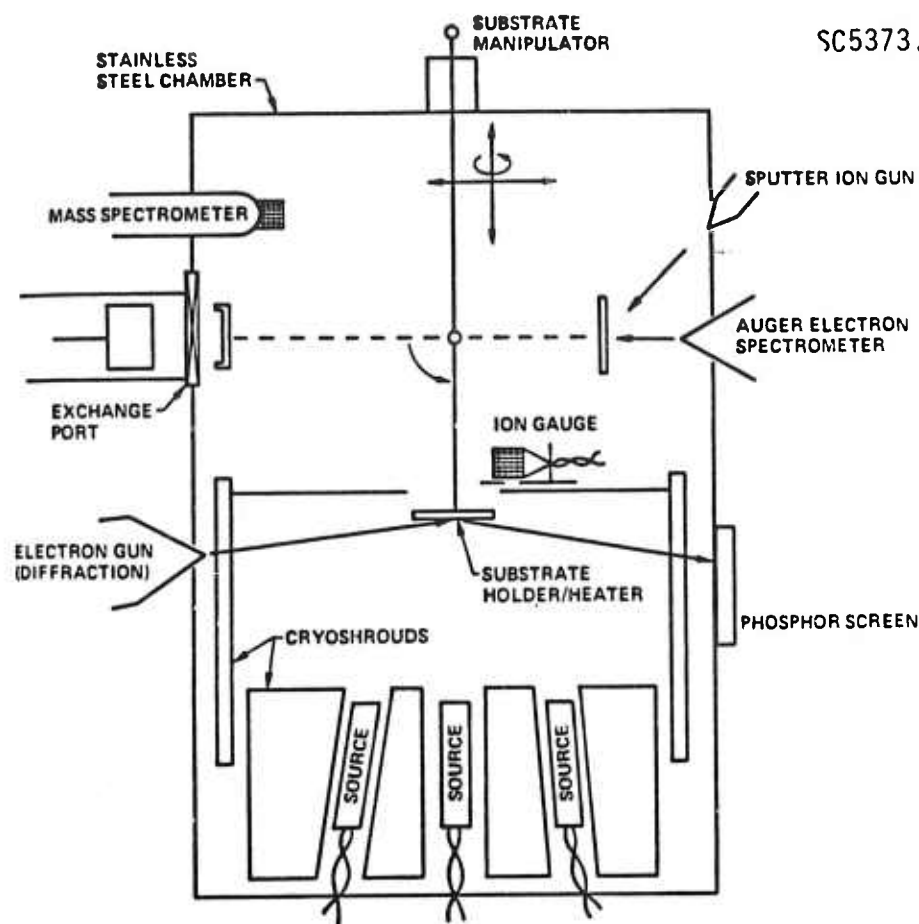 SUBSTRATE
MANIPULATOR
SC5373.
STAINLESS
STEEL CHAMBER
SPUTTER ION GUN
MASS SPECTROMETER
AUGER ELECTRON
SPECTROMETER
EXCHANGE
PORT
ION GAUGE
ELECTRON GUN
(DIFFRACTION)
SUBSTRATE
HOLDER/HEATER
PHOSPHOR SCREEN
CRYOSHROUDS
SOURCE
SOURCE
SOURCE